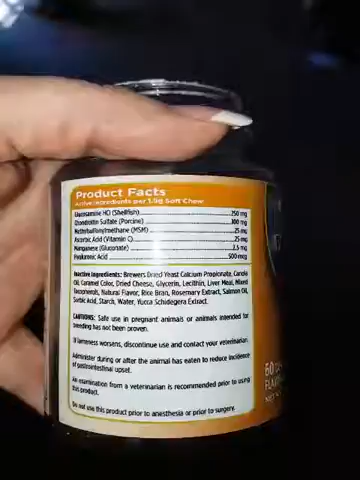 Product Facts
Active Ingredients per 1.5g Soft Chew
Glucosamine HCl (Shellfish) 250 mg
Chondroitin Sulfate (Porcine) 100 mg
Methylsulfonylmethane (MSM) 25 mg
Ascorbic Acid (Vitamin C) 25 mg
Manganese (Gluconate) 2.5 mg
Hyaluronic Acid 500 mcg
Inactive Ingredients: Brewers Dried Yeast Calcium Propionate, Canola
Oil, Caramel Color, Dried Cheese, Glycerin, Lecithin, Liver Meal, Mixed
Tocopherols, Natural Flavor, Rice Bran, Rosemary Extract, Salmon Oil,
Sorbic Acid, Starch, Water, Yucca Schidegera Extract.
CAUTIONS: Safe use in pregnant animals or animals intended for
breeding has not been proven.
If lameness worsens, discontinue use and contact your veterinarian.
Administer during or after the animal has eaten to reduce incidence
of gastrointestinal upset.
An examination from a veterinarian is recommended prior to using
this product.
Do not use this product prior to anesthesia or prior to surgery.
60
FLA
NET